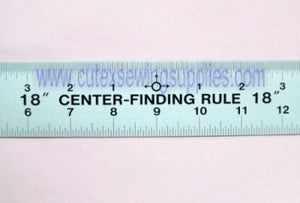 www.cutexsewingsupplies.com
3 2 1 1 2 3
18" CENTER-FINDING RULE 18"
6 7 8 9 10 11 12